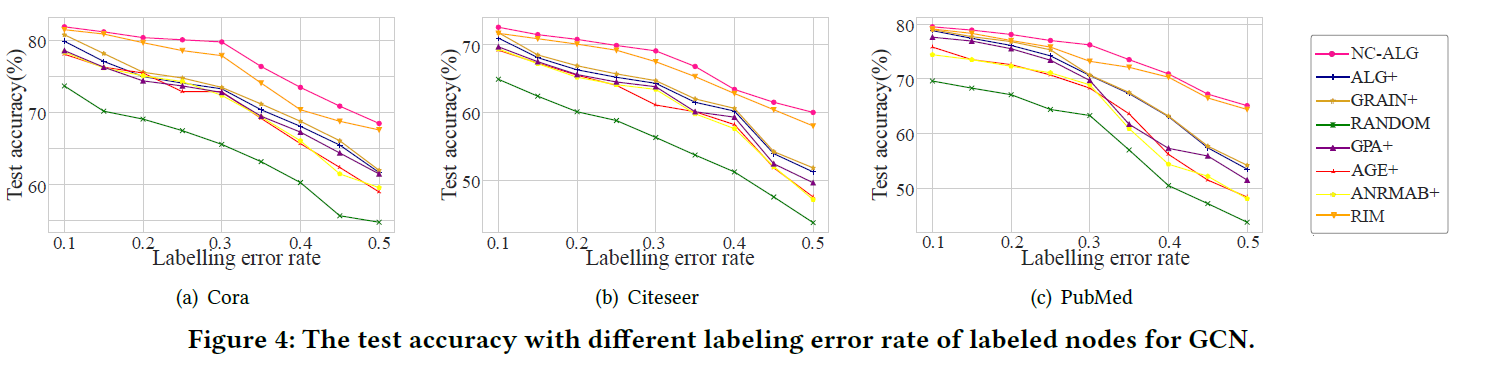 80
70
60
Test accuracy(%)
0.1 0.2 0.3 0.4 0.5
Labelling error rate
(a) Cora
70
60
50
Test accuracy(%)
0.1 0.2 0.3 0.4 0.5
Labelling error rate
(b) Citeseer
80
70
60
50
Test accuracy(%)
0.1 0.2 0.3 0.4 0.5
Labelling error rate
(c) PubMed
NC-ALG
ALG+
GRAIN+
RANDOM
GPA+
AGE+
ANRMAB+
RIM
Figure 4: The test accuracy with different labeling error rate of labeled nodes for GCN.